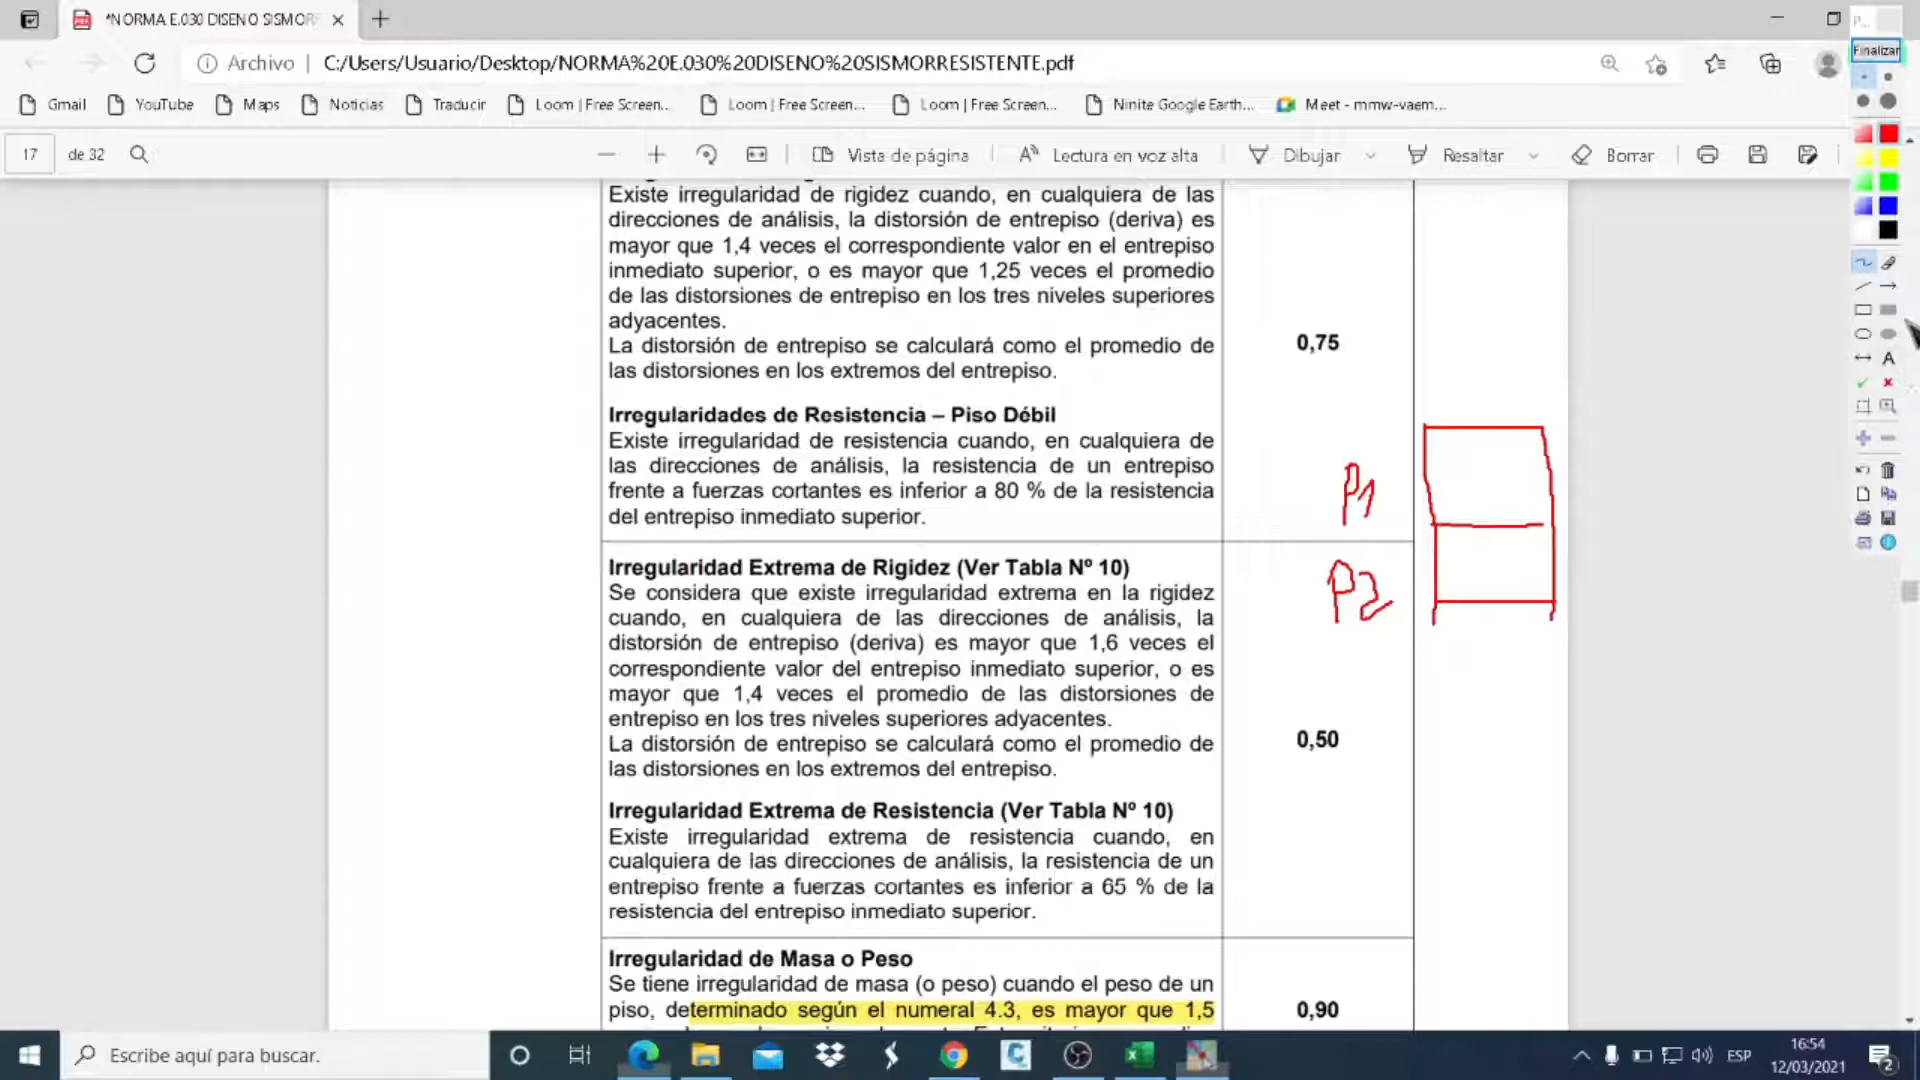 *NORMA E.030 DISENO SISMOR
P...
Finalizar
Archivo | C:/Users/Usuario/Desktop/NORMA%20E.030%20DISENO%20SISMORRESISTENTE.pdf
Gmail YouTube Maps Noticias Traducir Loom | Free Screen... Loom | Free Screen... Loom | Free Screen... Ninite Google Earth... Meet - mmw-vaem...
17 de 32 Vista de página Lectura en voz alta Dibujar Resaltar Borrar
Existe irregularidad de rigidez cuando, en cualquiera de las
direcciones de análisis, la distorsión de entrepiso (deriva) es
mayor que 1,4 veces el correspondiente valor en el entrepiso
inmediato superior, o es mayor que 1,25 veces el promedio
de las distorsiones de entrepiso en los tres niveles superiores
adyacentes.
La distorsión de entrepiso se calculará como el promedio de
las distorsiones en los extremos del entrepiso.
0,75
Irregularidades de Resistencia – Piso Débil
Existe irregularidad de resistencia cuando, en cualquiera de
las direcciones de análisis, la resistencia de un entrepiso
frente a fuerzas cortantes es inferior a 80 % de la resistencia
del entrepiso inmediato superior.
P1
Irregularidad Extrema de Rigidez (Ver Tabla Nº 10)
Se considera que existe irregularidad extrema en la rigidez
cuando, en cualquiera de las direcciones de análisis, la
distorsión de entrepiso (deriva) es mayor que 1,6 veces el
correspondiente valor del entrepiso inmediato superior, o es
mayor que 1,4 veces el promedio de las distorsiones de
entrepiso en los tres niveles superiores adyacentes.
La distorsión de entrepiso se calculará como el promedio de
las distorsiones en los extremos del entrepiso.
P2
0,50
Irregularidad Extrema de Resistencia (Ver Tabla Nº 10)
Existe irregularidad extrema de resistencia cuando, en
cualquiera de las direcciones de análisis, la resistencia de un
entrepiso frente a fuerzas cortantes es inferior a 65 % de la
resistencia del entrepiso inmediato superior.
Irregularidad de Masa o Peso
Se tiene irregularidad de masa (o peso) cuando el peso de un
piso, determinado según el numeral 4.3, es mayor que 1,5
0,90
Escribe aquí para buscar.
ESP
16:54
12/03/2021
2